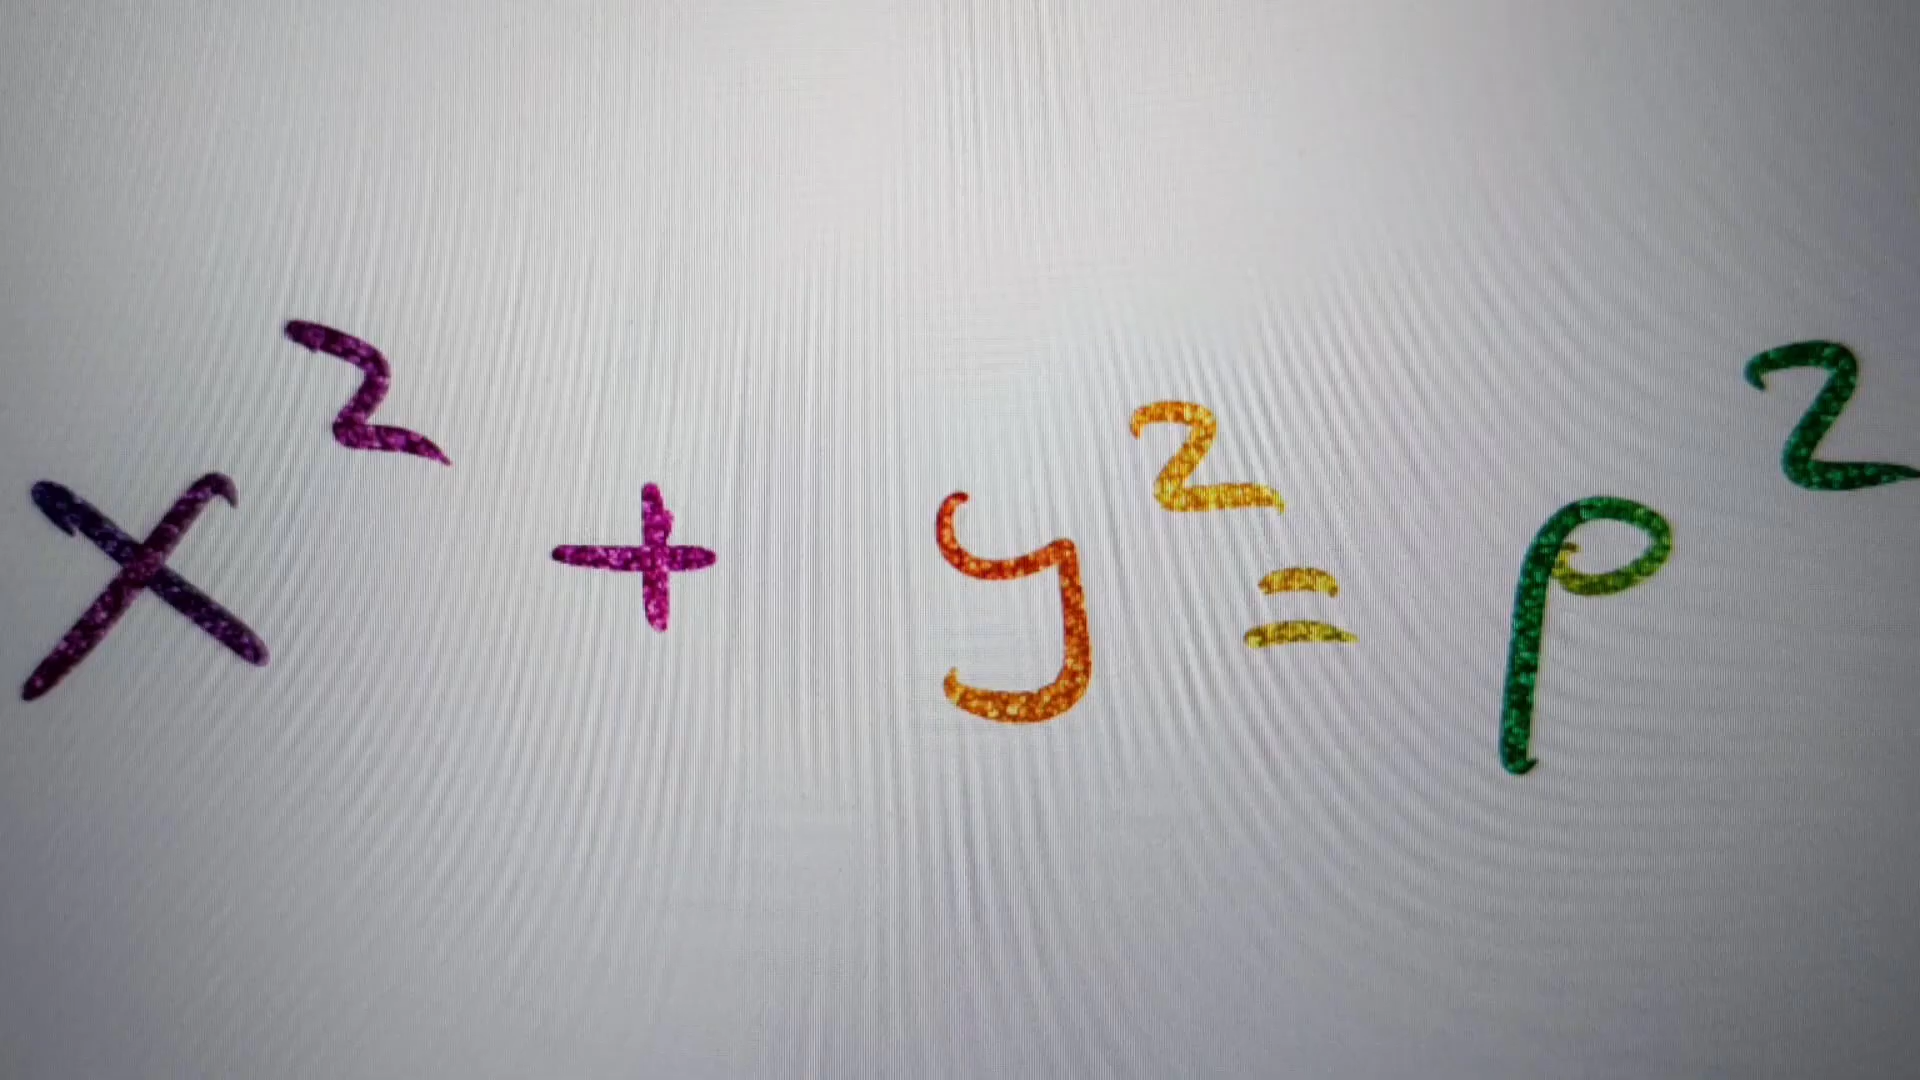 x² + y² = ρ²